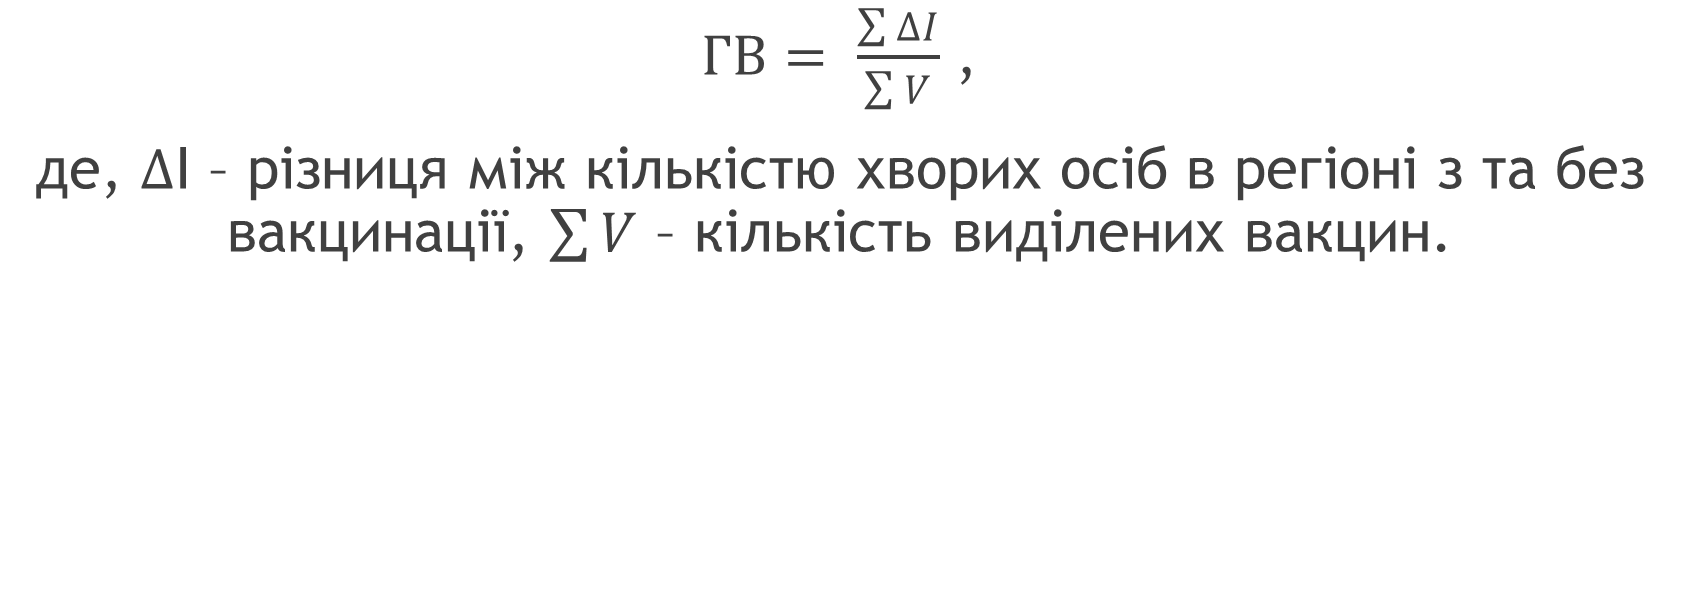 ГВ = ∑ ΔI / ∑ V ,
де, ΔI – різниця між кількістю хворих осіб в регіоні з та без
вакцинації, ∑ V – кількість виділених вакцин.